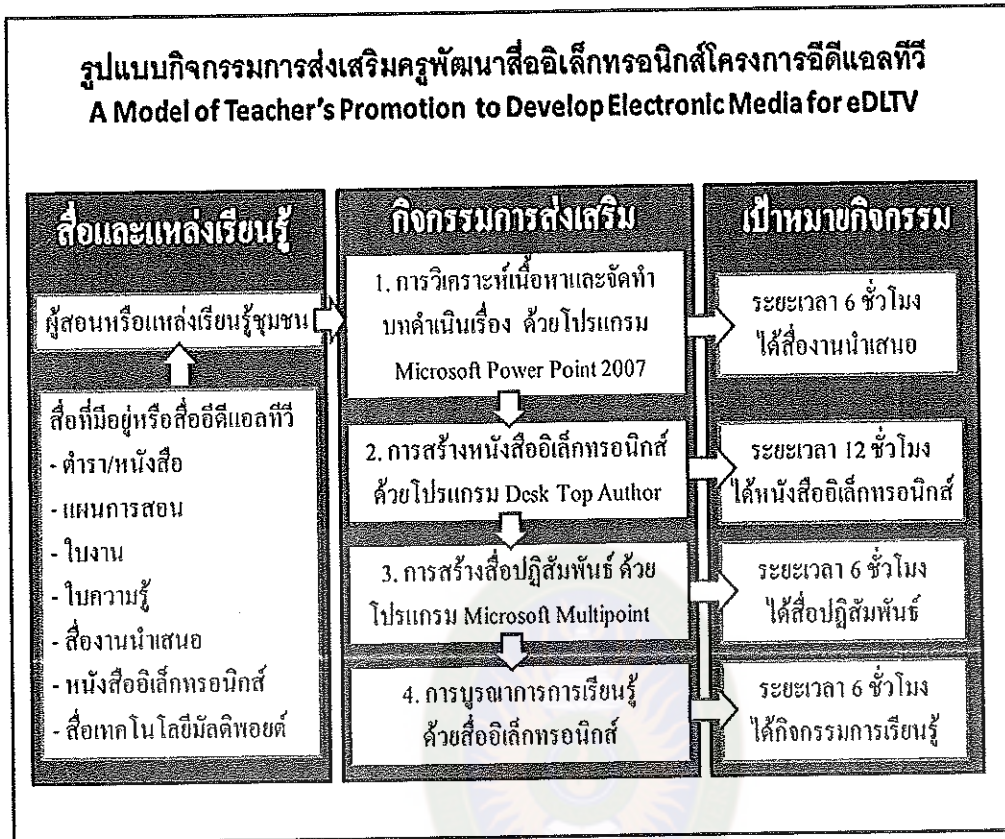 รูปแบบกิจกรรมการส่งเสริมครูพัฒนาสื่ออิเล็กทรอนิกส์โครงการอีดีแอลทีวี
A Model of Teacher's Promotion to Develop Electronic Media for eDLTV
สื่อและแหล่งเรียนรู้
ผู้สอนหรือแหล่งเรียนรู้ชุมชน
สื่อที่มีอยู่หรือสื่ออีดีแอลทีวี
- ตำรา/หนังสือ
- แผนการสอน
- ใบงาน
- ใบความรู้
- สื่องานนำเสนอ
- หนังสืออิเล็กทรอนิกส์
- สื่อเทคโนโลยีมัลติพอยต์
กิจกรรมการส่งเสริม
1. การวิเคราะห์เนื้อหาและจัดทำ
บทดำเนินเรื่อง ด้วยโปรแกรม
Microsoft Power Point 2007
2. การสร้างหนังสืออิเล็กทรอนิกส์
ด้วยโปรแกรม Desk Top Author
3. การสร้างสื่อปฏิสัมพันธ์ ด้วย
โปรแกรม Microsoft Multipoint
4. การบูรณาการการเรียนรู้
ด้วยสื่ออิเล็กทรอนิกส์
เป้าหมายกิจกรรม
ระยะเวลา 6 ชั่วโมง
ได้สื่องานนำเสนอ
ระยะเวลา 12 ชั่วโมง
ได้หนังสืออิเล็กทรอนิกส์
ระยะเวลา 6 ชั่วโมง
ได้สื่อปฏิสัมพันธ์
ระยะเวลา 6 ชั่วโมง
ได้กิจกรรมการเรียนรู้